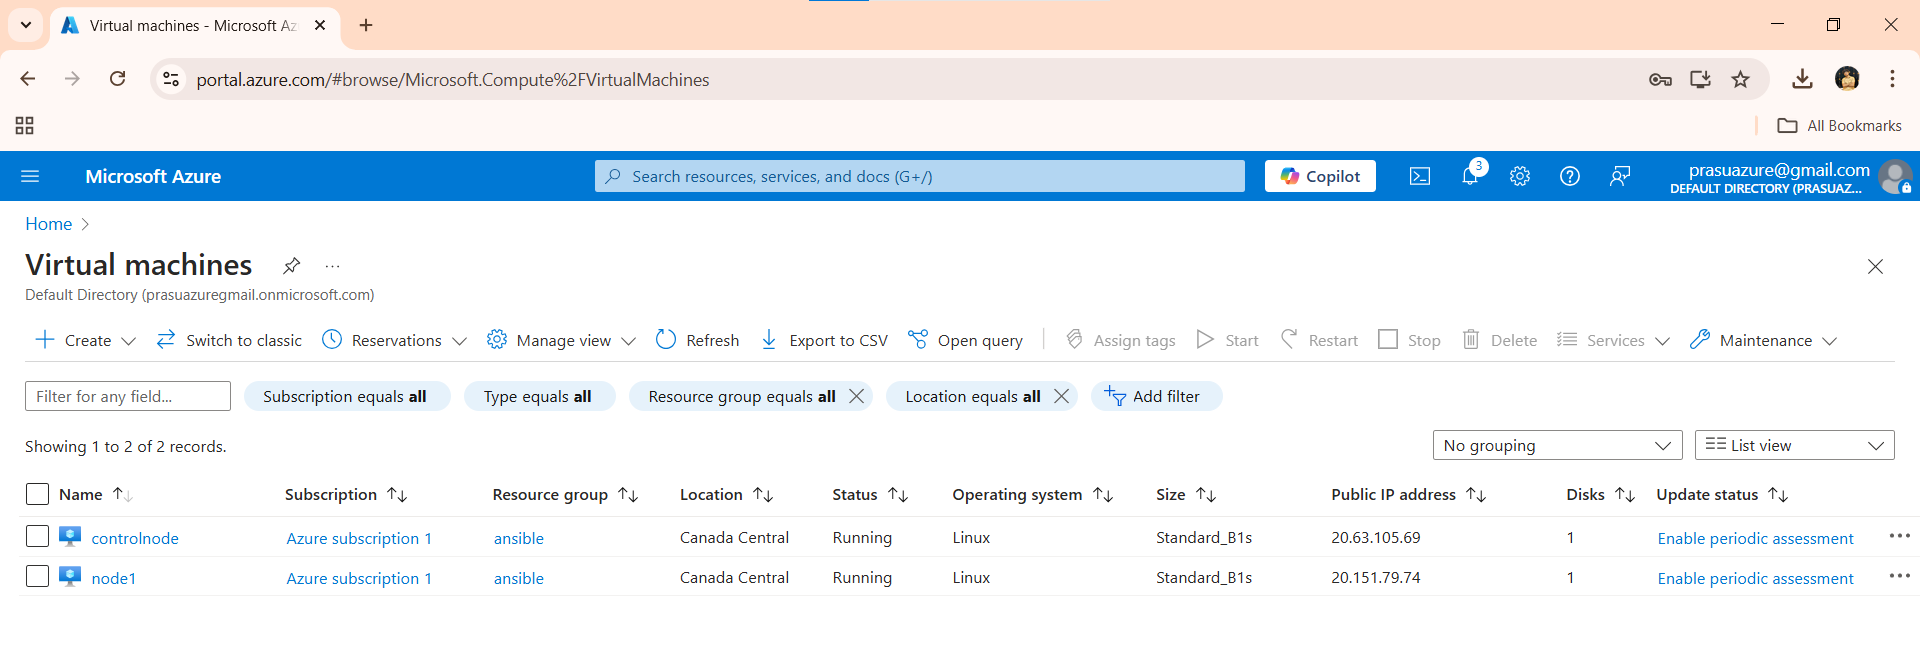 Virtual machines - Microsoft Az
portal.azure.com/#browse/Microsoft.Compute%2FVirtualMachines
All Bookmarks
Microsoft Azure
Search resources, services, and docs (G+/)
Copilot
3
prasuazure@gmail.com
DEFAULT DIRECTORY (PRASUAZ...
Home
Virtual machines
...
Default Directory (prasuazuregmail.onmicrosoft.com)
Create Switch to classic Reservations Manage view Refresh Export to CSV Open query Assign tags Start Restart Stop Delete Services Maintenance
Filter for any field... Subscription equals all Type equals all Resource group equals all Location equals all Add filter
Showing 1 to 2 of 2 records. No grouping List view
Name Subscription Resource group Location Status Operating system Size Public IP address Disks Update status
controlnode Azure subscription 1 ansible Canada Central Running Linux Standard_B1s 20.63.105.69 1 Enable periodic assessment ...
node1 Azure subscription 1 ansible Canada Central Running Linux Standard_B1s 20.151.79.74 1 Enable periodic assessment ...